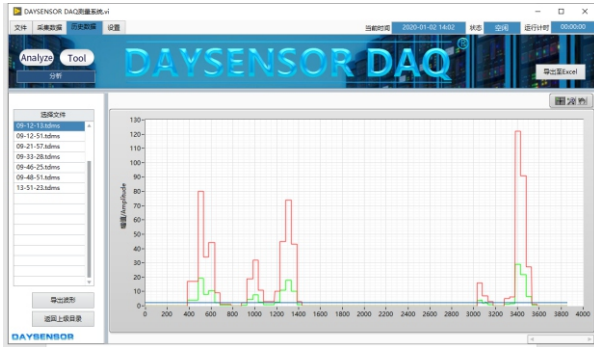 DAYSENSOR DAQ测量系统.vi
文件 采集数据 历史数据 设置 当前时间 2020-01-02 14:02 状态 空闲 运行计时 00:00:00
Analyze Tool
分析
DAYSENSOR DAQ
导出至Excel
选择文件
09-12-13.tdms
09-12-51.tdms
09-21-57.tdms
09-33-28.tdms
09-46-25.tdms
09-48-51.tdms
13-51-23.tdms
导出波形
返回上级目录
DAYSENSOR
幅值/Amplitude
130
120
110
100
90
80
70
60
50
40
30
20
10
0
0 200 400 600 800 1000 1200 1400 1600 1800 2000 2200 2400 2600 2800 3000 3200 3400 3600 3800 4000